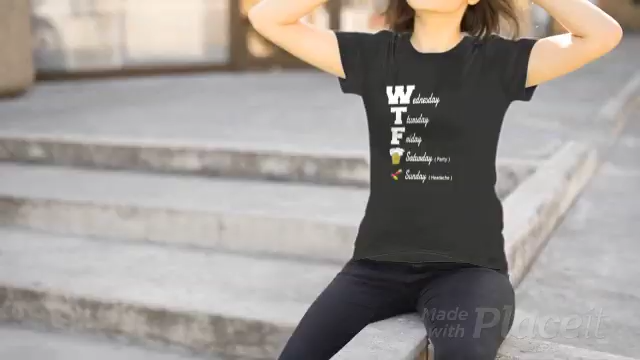 Wednesday
Thursday
Friday
Saturday (Party)
Sunday (Headache)
Made with Placeit